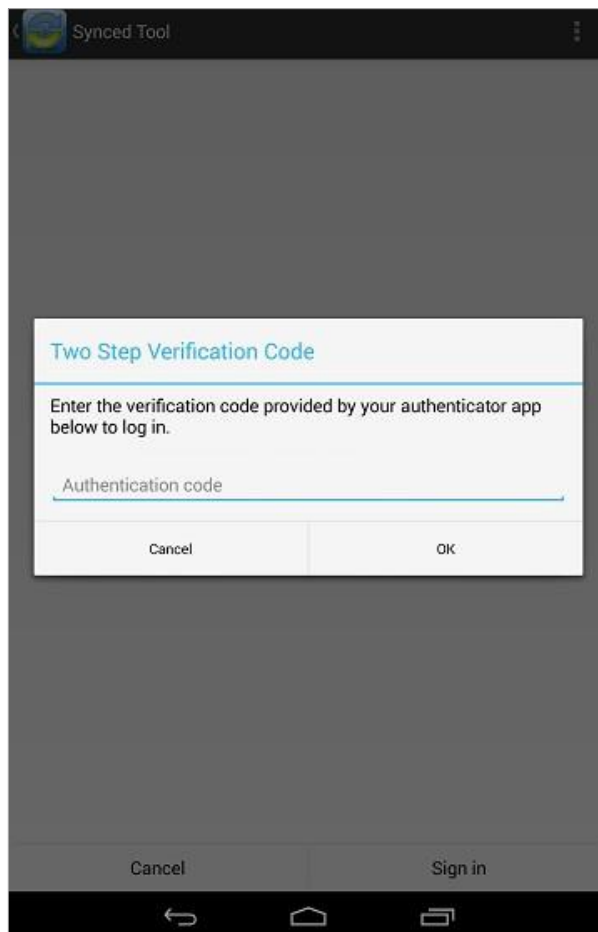 Synced Tool
Two Step Verification Code
Enter the verification code provided by your authenticator app
below to log in.
Authentication code
Cancel
OK
Cancel
Sign in